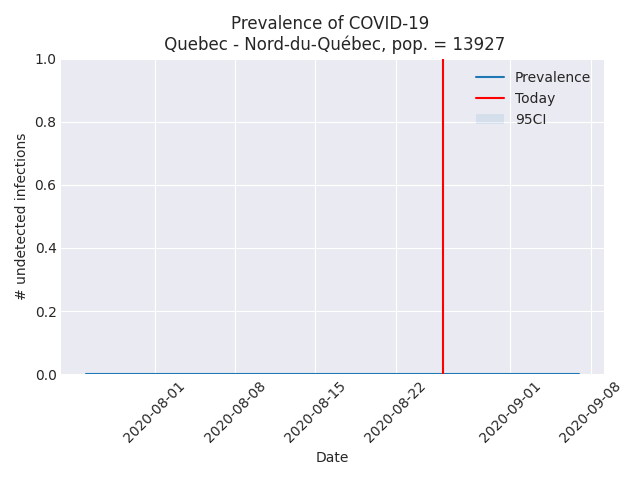 Prevalence of COVID-19
Quebec - Nord-du-Québec, pop. = 13927
Prevalence
Today
95CI
1.0
0.8
0.6
0.4
0.2
0.0
# undetected infections
2020-08-01
2020-08-08
2020-08-15
2020-08-22
2020-09-01
2020-09-08
Date